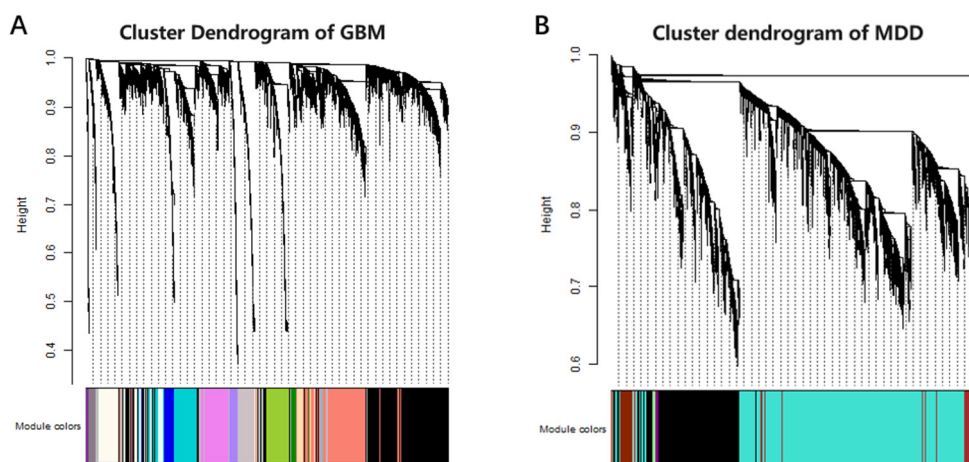 A
Cluster Dendrogram of GBM
Height
1.0
0.9
0.8
0.7
0.6
0.5
0.4
Module colors
B
Cluster dendrogram of MDD
Height
1.0
0.9
0.8
0.7
0.6
Module colors